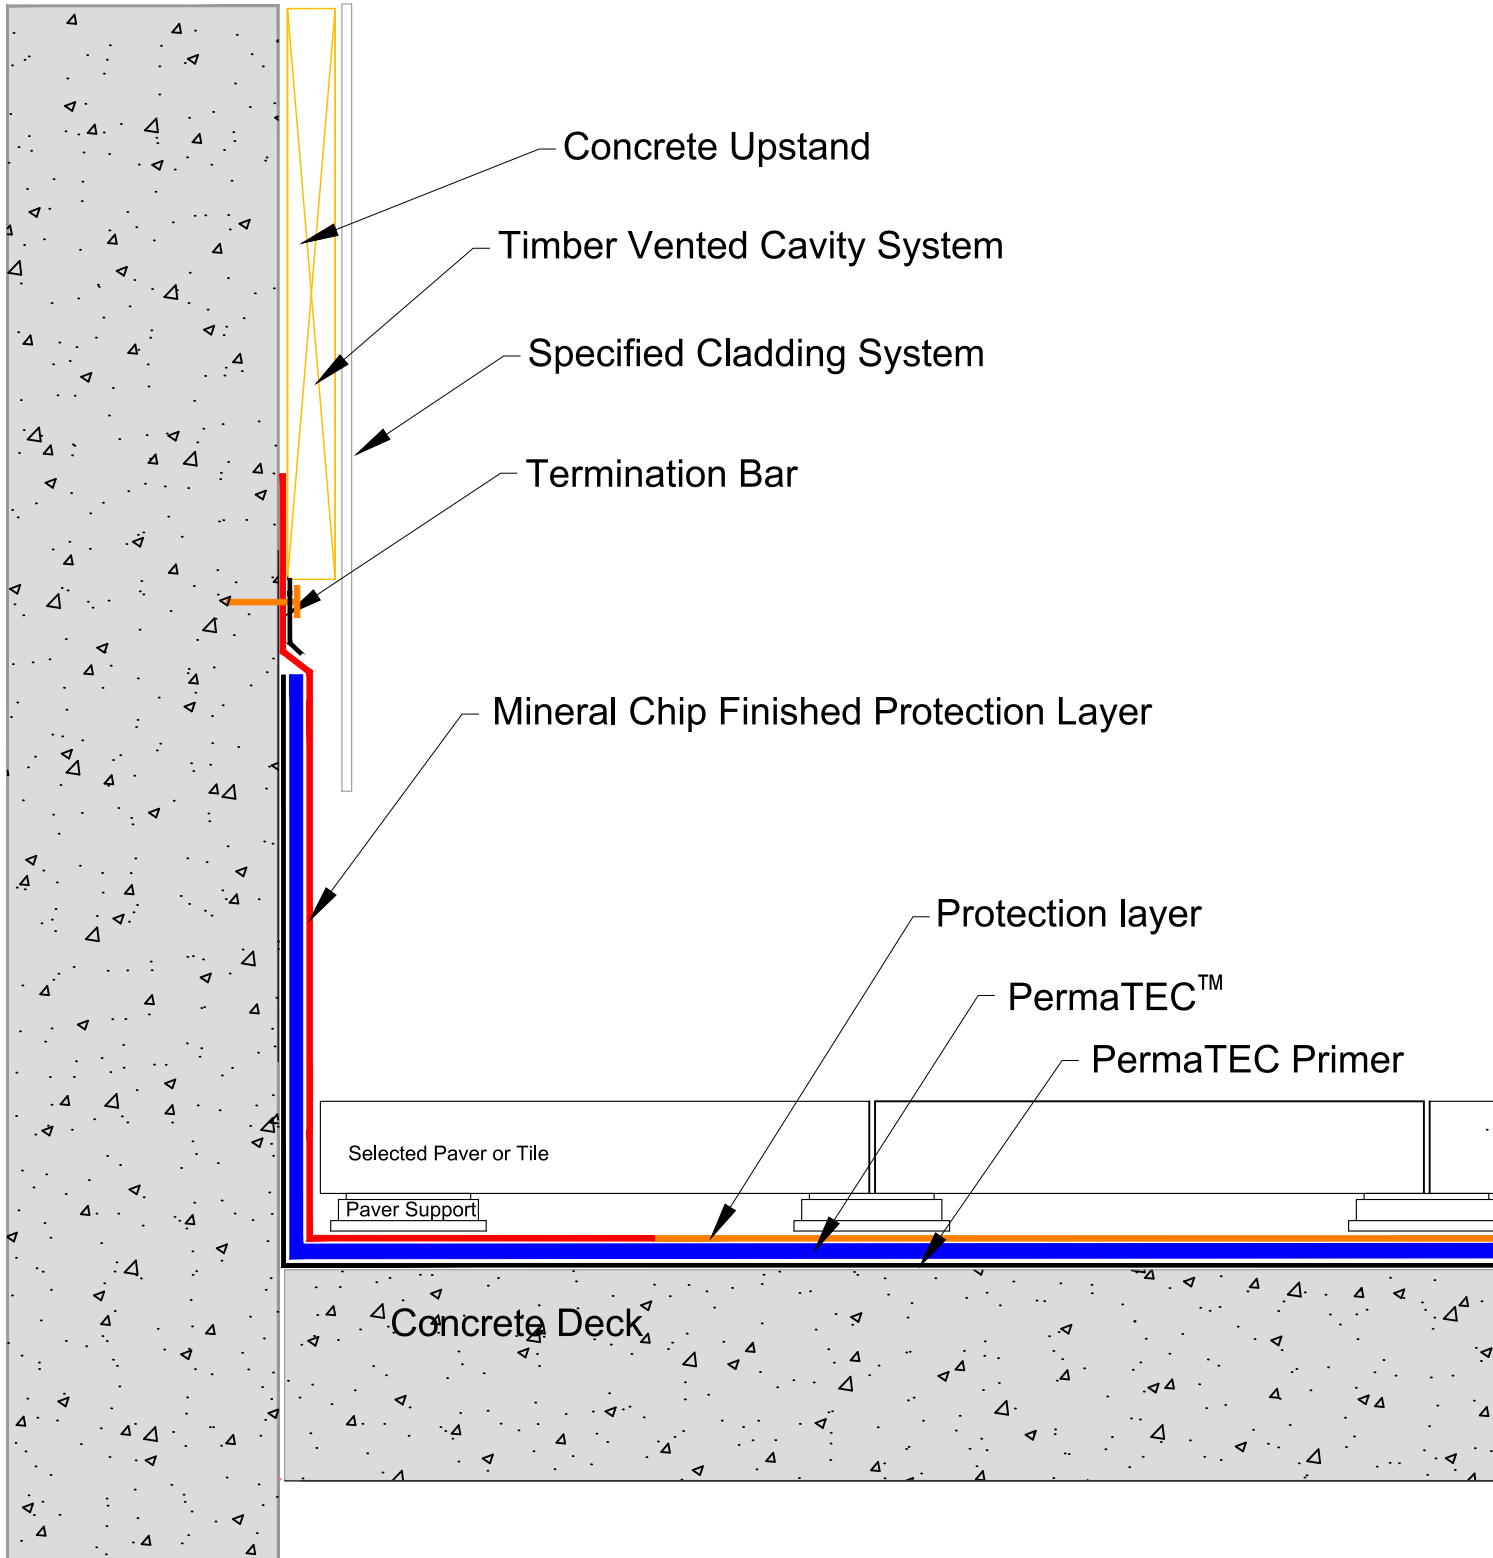 Concrete Upstand
Timber Vented Cavity System
Specified Cladding System
Termination Bar
Mineral Chip Finished Protection Layer
Protection layer
PermaTEC™
PermaTEC Primer
Selected Paver or Tile
Paver Support
Concrete Deck